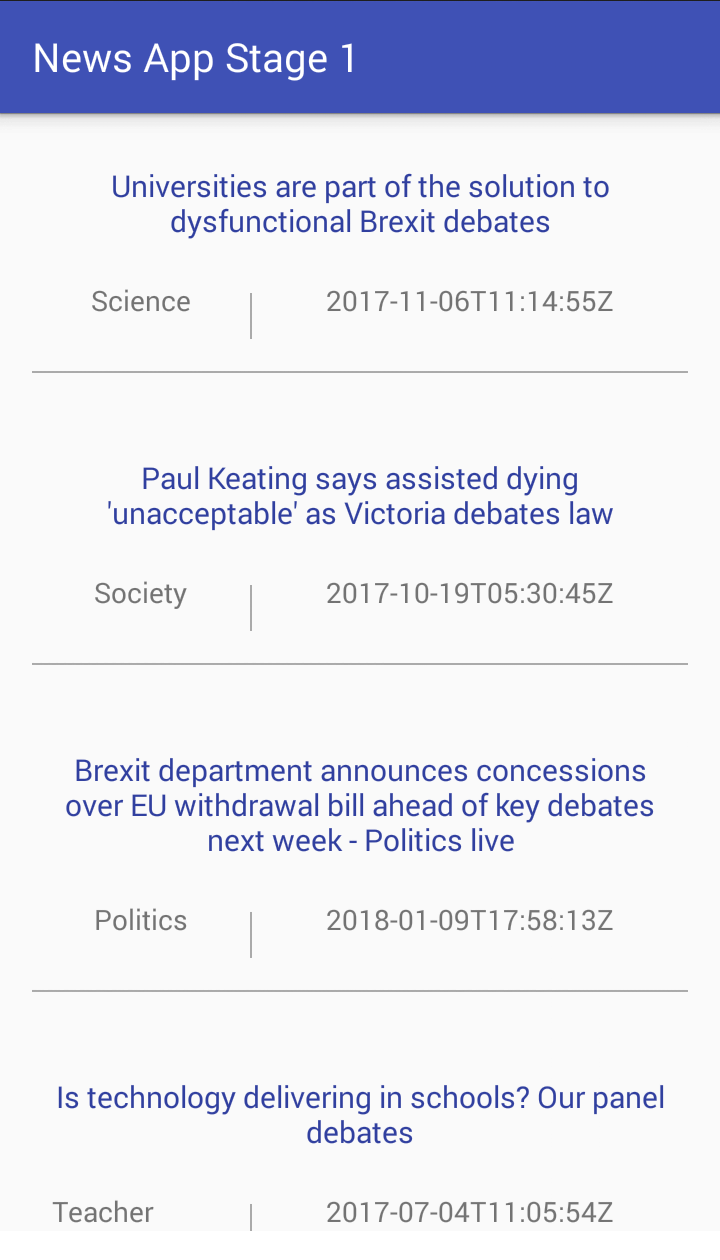 News App Stage 1
Universities are part of the solution to
dysfunctional Brexit debates
Science 2017-11-06T11:14:55Z
Paul Keating says assisted dying
'unacceptable' as Victoria debates law
Society 2017-10-19T05:30:45Z
Brexit department announces concessions
over EU withdrawal bill ahead of key debates
next week - Politics live
Politics 2018-01-09T17:58:13Z
Is technology delivering in schools? Our panel
debates
Teacher 2017-07-04T11:05:54Z